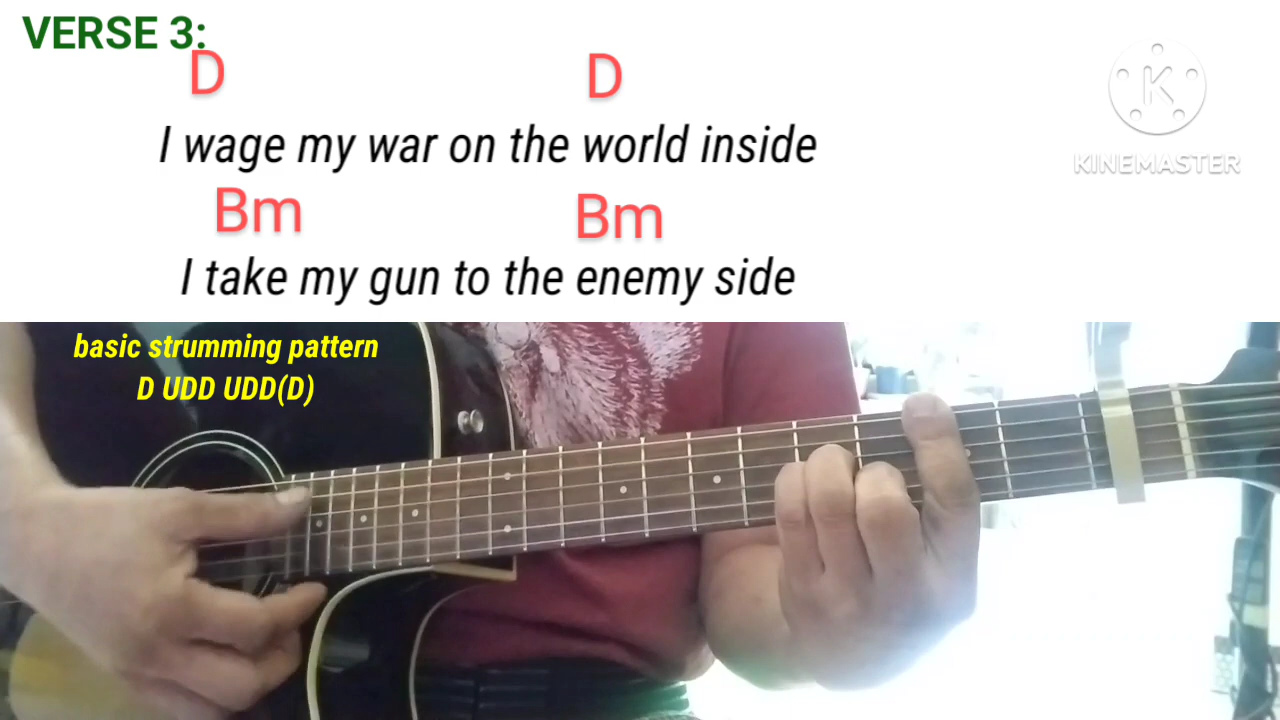 VERSE 3:
D D
I wage my war on the world inside
Bm Bm
I take my gun to the enemy side
basic strumming pattern
D UDD UDD(D)
K
KINEMASTER